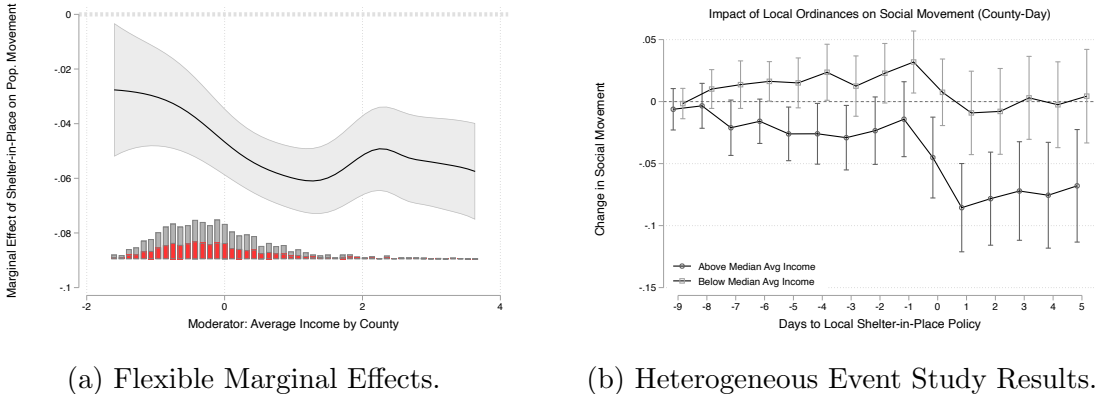 Marginal Effect of Shelter-in-Place on Pop. Movement
0
-.02
-.04
-.06
-.08
-.1
-2 0 2 4
Moderator: Average Income by County
(a) Flexible Marginal Effects.
Impact of Local Ordinances on Social Movement (County-Day)
Change in Social Movement
.05
0
-.05
-.1
-.15
Above Median Avg Income
Below Median Avg Income
-9 -8 -7 -6 -5 -4 -3 -2 -1 0 1 2 3 4 5
Days to Local Shelter-in-Place Policy
(b) Heterogeneous Event Study Results.